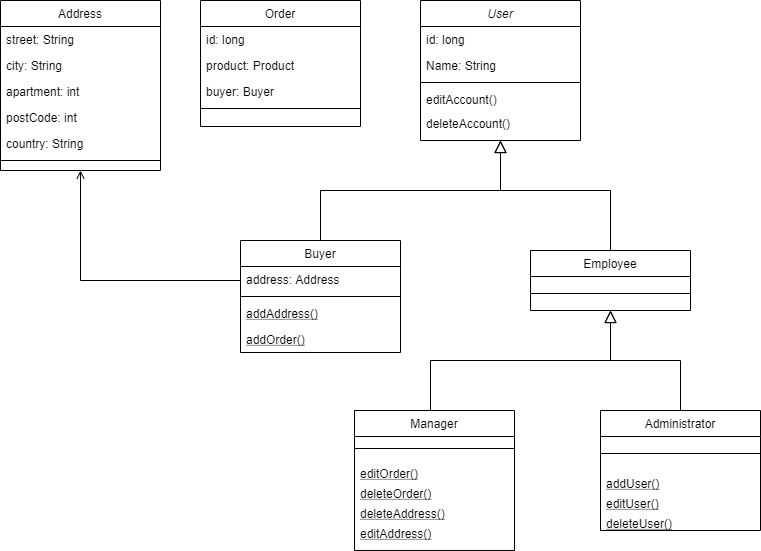 Address
street: String
city: String
apartment: int
postCode: int
country: String
Order
id: long
product: Product
buyer: Buyer
User
id: long
Name: String
editAccount()
deleteAccount()
Buyer
address: Address
addAddress()
addOrder()
Employee
Manager
editOrder()
deleteOrder()
deleteAddress()
editAddress()
Administrator
addUser()
editUser()
deleteUser()